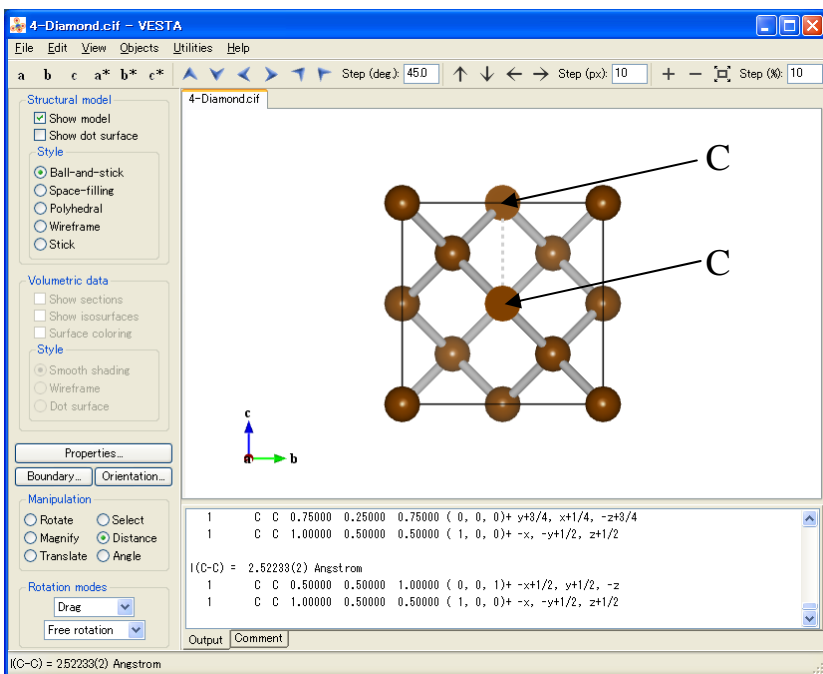 4-Diamond.cif - VESTA
File Edit View Objects Utilities Help
a b c a* b* c* Step (deg.): 45.0 Step (px): 10 Step (%): 10
Structural model
Show model
Show dot surface
Style
Ball-and-stick
Space-filling
Polyhedral
Wireframe
Stick
Volumetric data
Show sections
Show isosurfaces
Surface coloring
Style
Smooth shading
Wireframe
Dot surface
Properties...
Boundary... Orientation...
Manipulation
Rotate Select
Magnify Distance
Translate Angle
Rotation modes
Drag
Free rotation
4-Diamond.cif
C
C
c
a b
1 C C 0.75000 0.25000 0.75000 ( 0, 0, 0)+ y+3/4, x+1/4, -z+3/4
1 C C 1.00000 0.50000 0.50000 ( 1, 0, 0)+ -x, -y+1/2, z+1/2
l(C-C) = 2.52233(2) Angstrom
1 C C 0.50000 0.50000 1.00000 ( 0, 0, 1)+ -x+1/2, y+1/2, -z
1 C C 1.00000 0.50000 0.50000 ( 1, 0, 0)+ -x, -y+1/2, z+1/2
Output Comment
l(C-C) = 2.52233(2) Angstrom